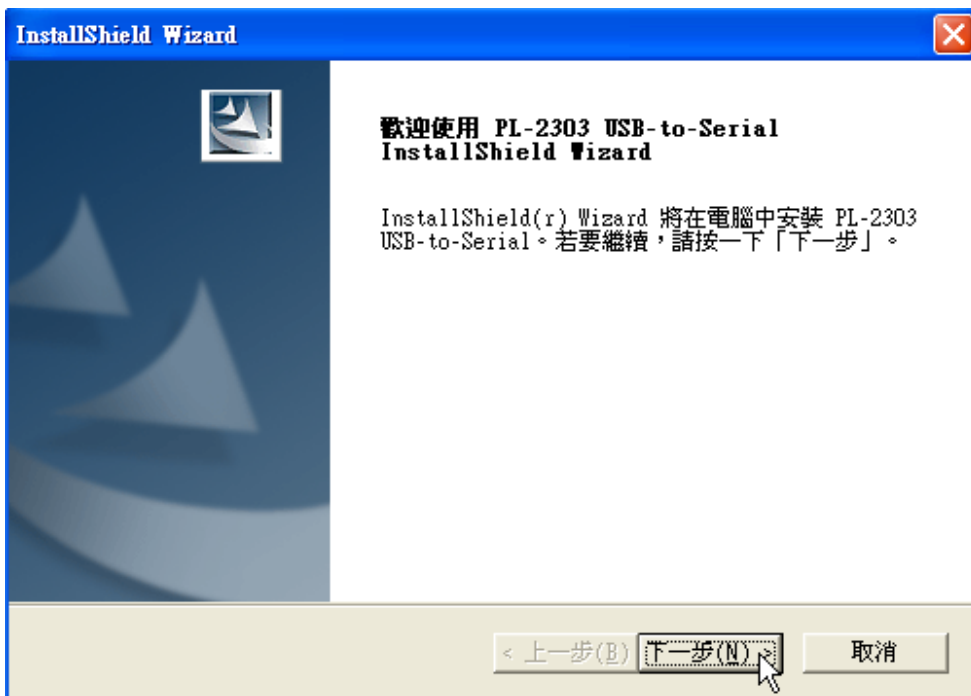 InstallShield Wizard
歡迎使用 PL-2303 USB-to-Serial
InstallShield Wizard
InstallShield(r) Wizard 將在電腦中安裝 PL-2303
USB-to-Serial。若要繼續，請按一下「下一步」。
< 上一步(B) 下一步(N) > 取消